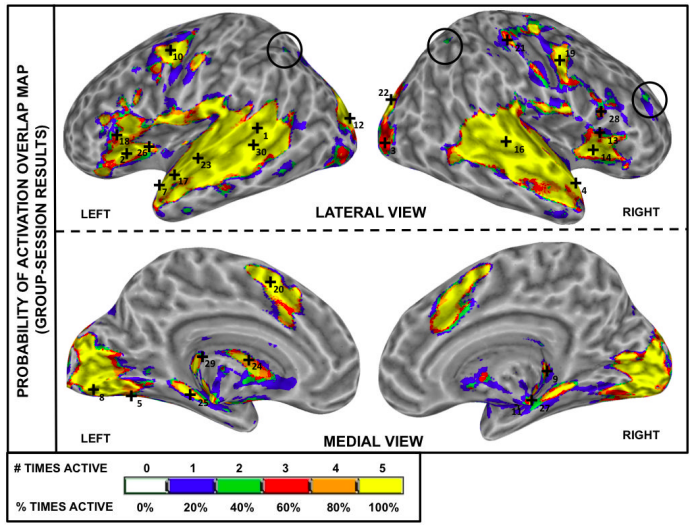 PROBABILITY OF ACTIVATION OVERLAP MAP
(GROUP-SESSION RESULTS)
10
1
30
12
18
2
26
23
17
7
LEFT
LATERAL VIEW
22
3
21
19
28
13
14
16
4
RIGHT
20
29
24
8
5
25
LEFT
MEDIAL VIEW
9
11
27
RIGHT
# TIMES ACTIVE 0 1 2 3 4 5
% TIMES ACTIVE 0% 20% 40% 60% 80% 100%